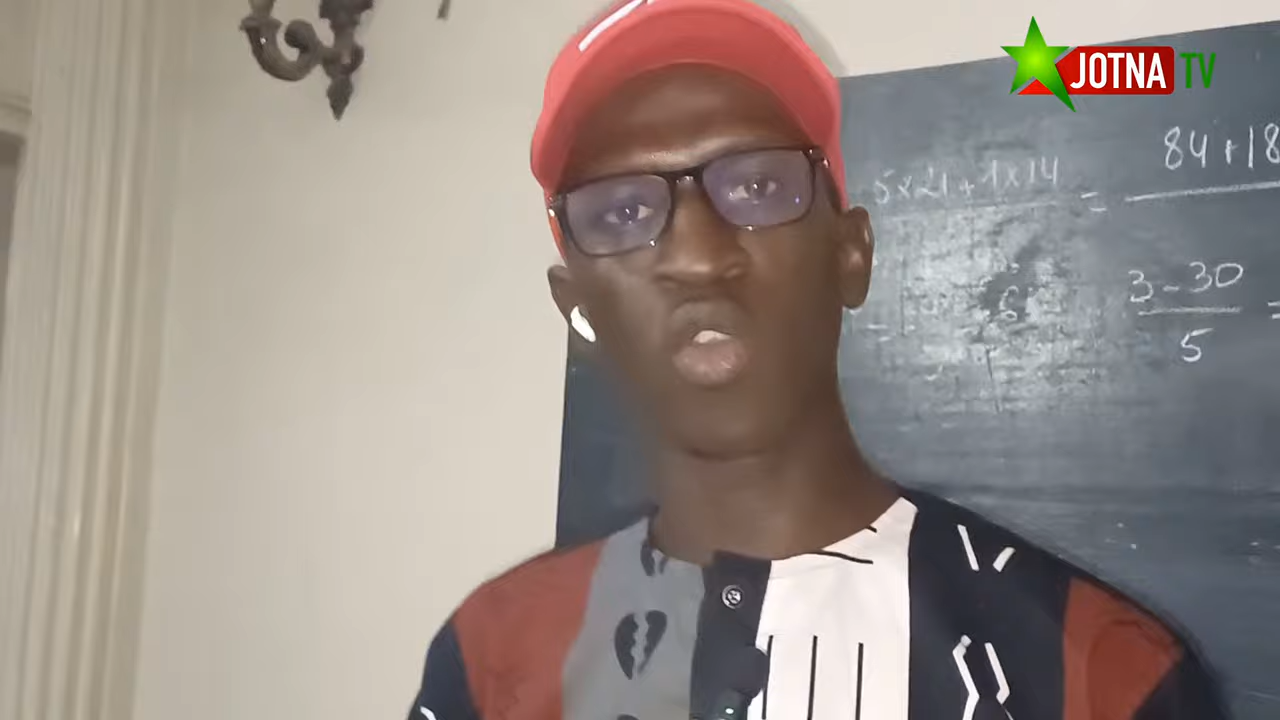 JOTNA TV
84+18
5x21+1x14
=
3-30
5
=